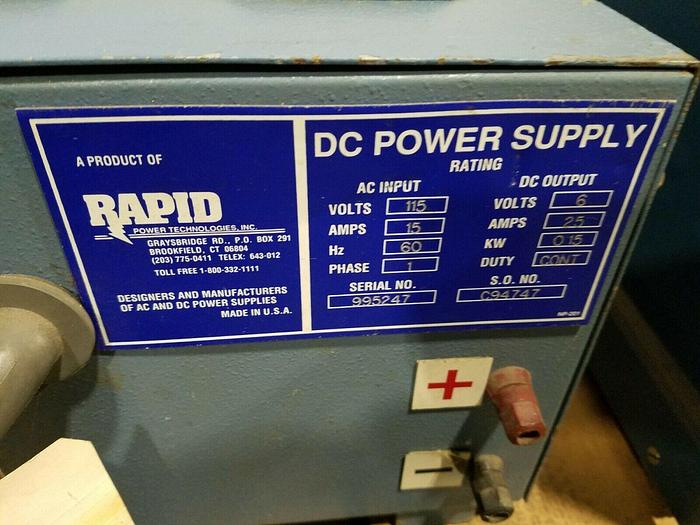 A PRODUCT OF
RAPID
POWER TECHNOLOGIES, INC.
GRAYSBRIDGE RD., P.O. BOX 291
BROOKFIELD, CT 06804
(203) 775-0411 TELEX: 643-012
TOLL FREE 1-800-332-1111
DESIGNERS AND MANUFACTURERS
OF AC AND DC POWER SUPPLIES
MADE IN U.S.A.
DC POWER SUPPLY
RATING
AC INPUT
VOLTS 115
AMPS 15
Hz 60
PHASE 1
SERIAL NO.
995247
DC OUTPUT
VOLTS 6
AMPS 25
KW 0.15
DUTY CONT
S.O. NO.
C94747
NP-201
+
−